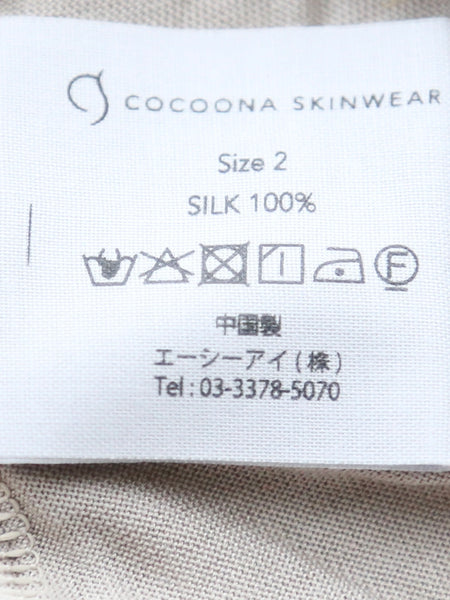 COCOONA SKINWEAR
Size 2
SILK 100%
F
中国製
エーシーアイ(株)
Tel : 03-3378-5070